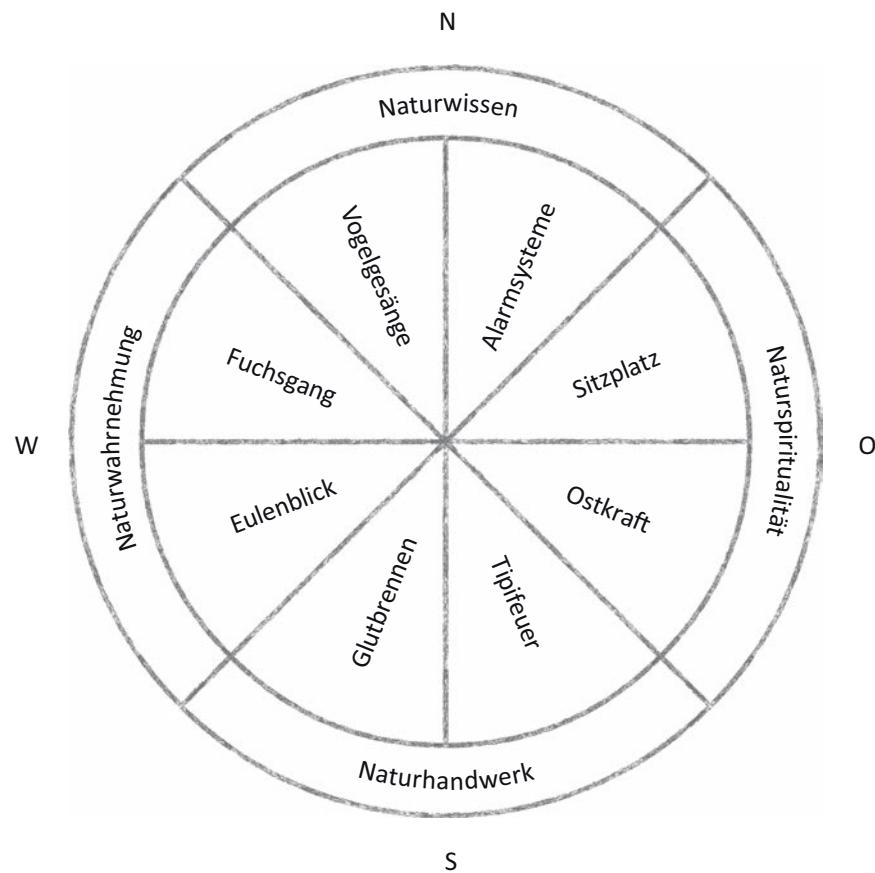 N
Naturwissen
Vogelgesänge
Alarmsysteme
Fuchsgang
Sitzplatz
Naturwahrnehmung
Naturspiritualität
W
O
Eulenblick
Ostkraft
Glutbrennen
Tipifeuer
Naturhandwerk
S